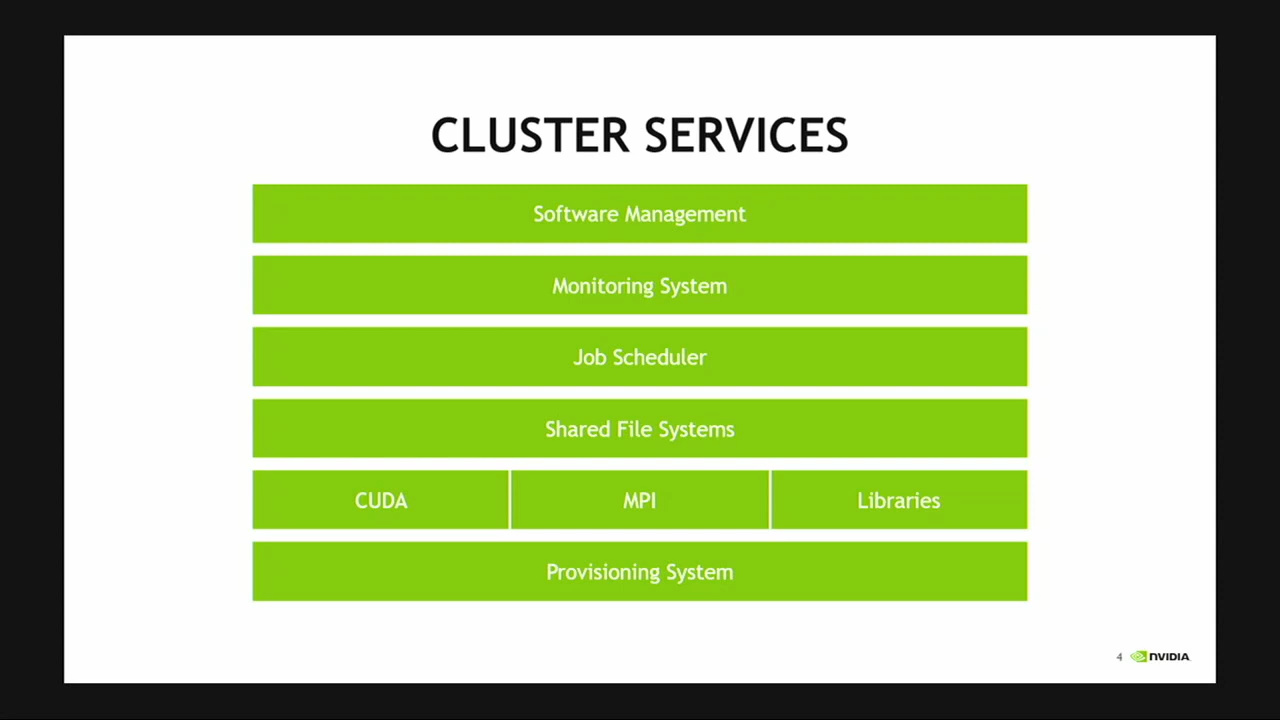 CLUSTER SERVICES
Software Management
Monitoring System
Job Scheduler
Shared File Systems
CUDA
MPI
Libraries
Provisioning System
4
NVIDIA